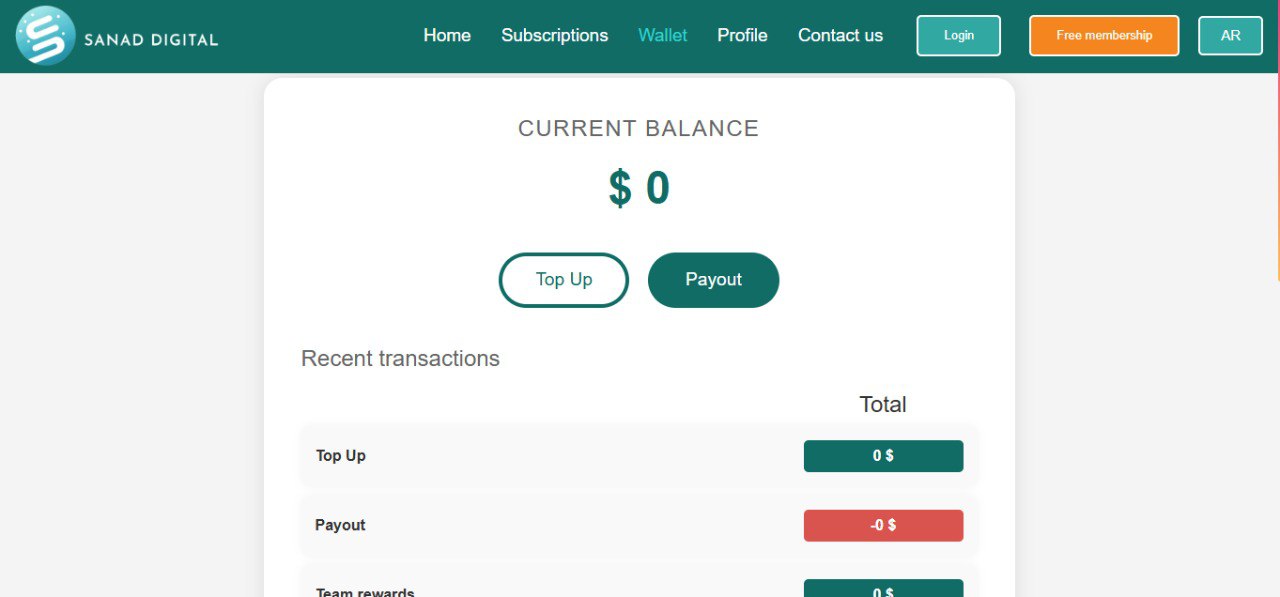 SANAD DIGITAL
Home Subscriptions Wallet Profile Contact us Login Free membership AR
CURRENT BALANCE
$ 0
Top Up Payout
Recent transactions
Total
Top Up 0 $
Payout -0 $
Team rewards 0 $